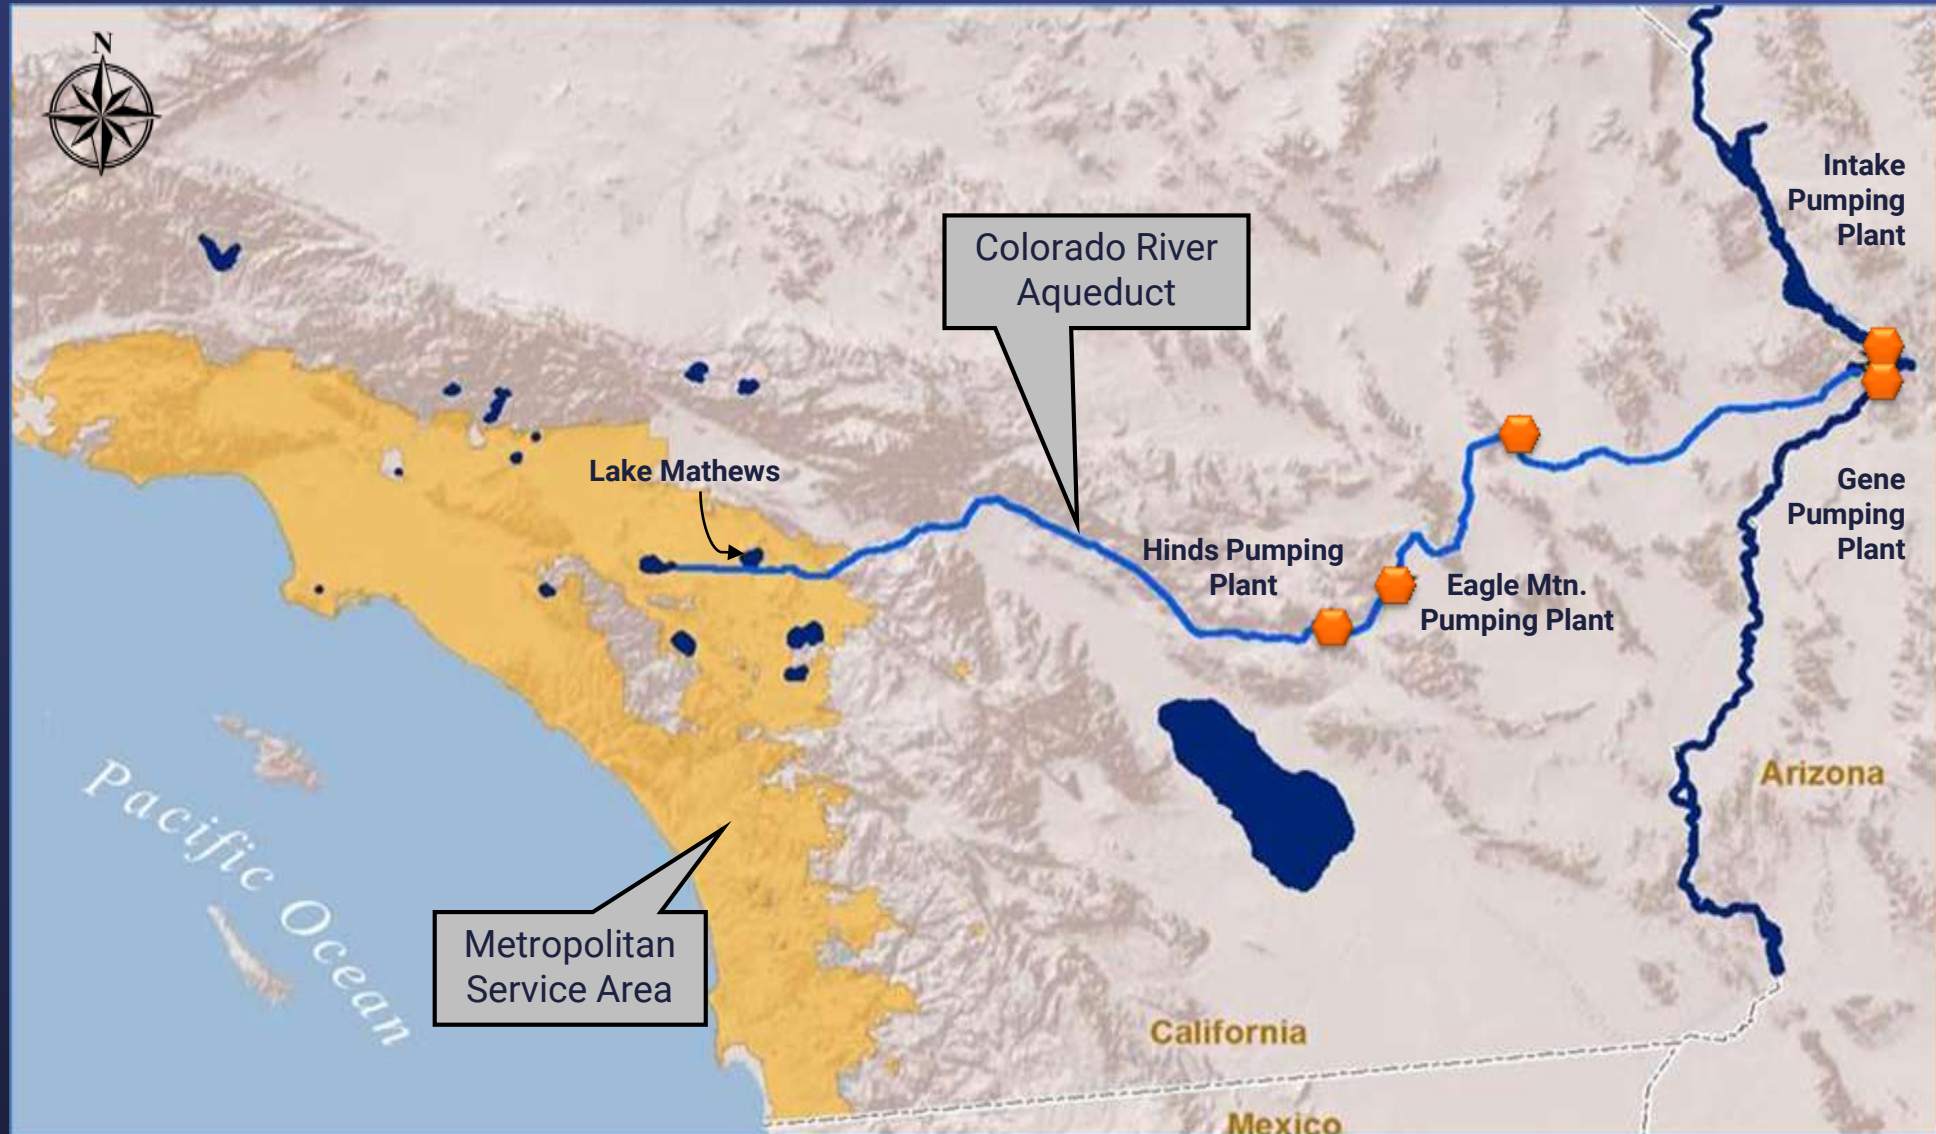 N
Intake
Pumping
Plant
Colorado River
Aqueduct
Lake Mathews
Gene
Pumping
Plant
Hinds Pumping
Plant
Eagle Mtn.
Pumping Plant
Arizona
Pacific Ocean
Metropolitan
Service Area
California
Mexico